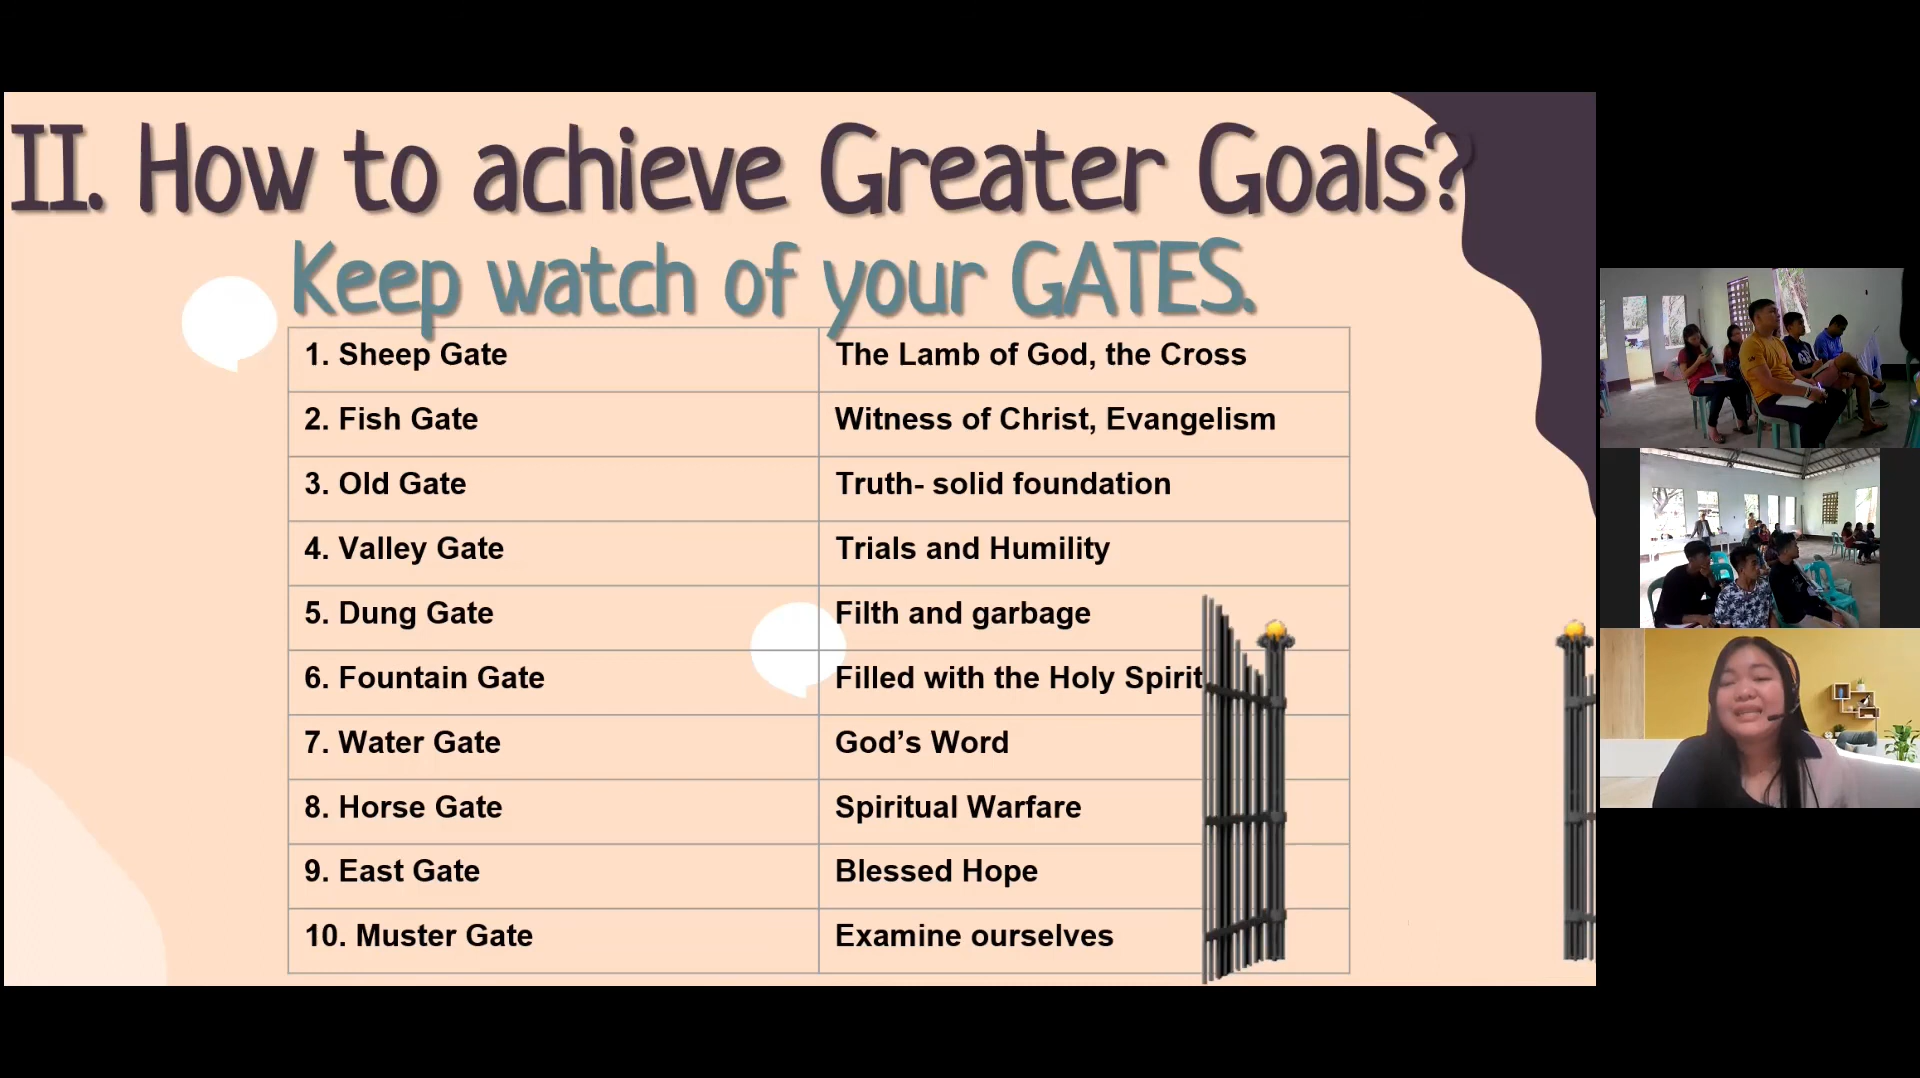 II. How to achieve Greater Goals?
Keep watch of your GATES.
1. Sheep Gate The Lamb of God, the Cross
2. Fish Gate Witness of Christ, Evangelism
3. Old Gate Truth- solid foundation
4. Valley Gate Trials and Humility
5. Dung Gate Filth and garbage
6. Fountain Gate Filled with the Holy Spirit
7. Water Gate God’s Word
8. Horse Gate Spiritual Warfare
9. East Gate Blessed Hope
10. Muster Gate Examine ourselves